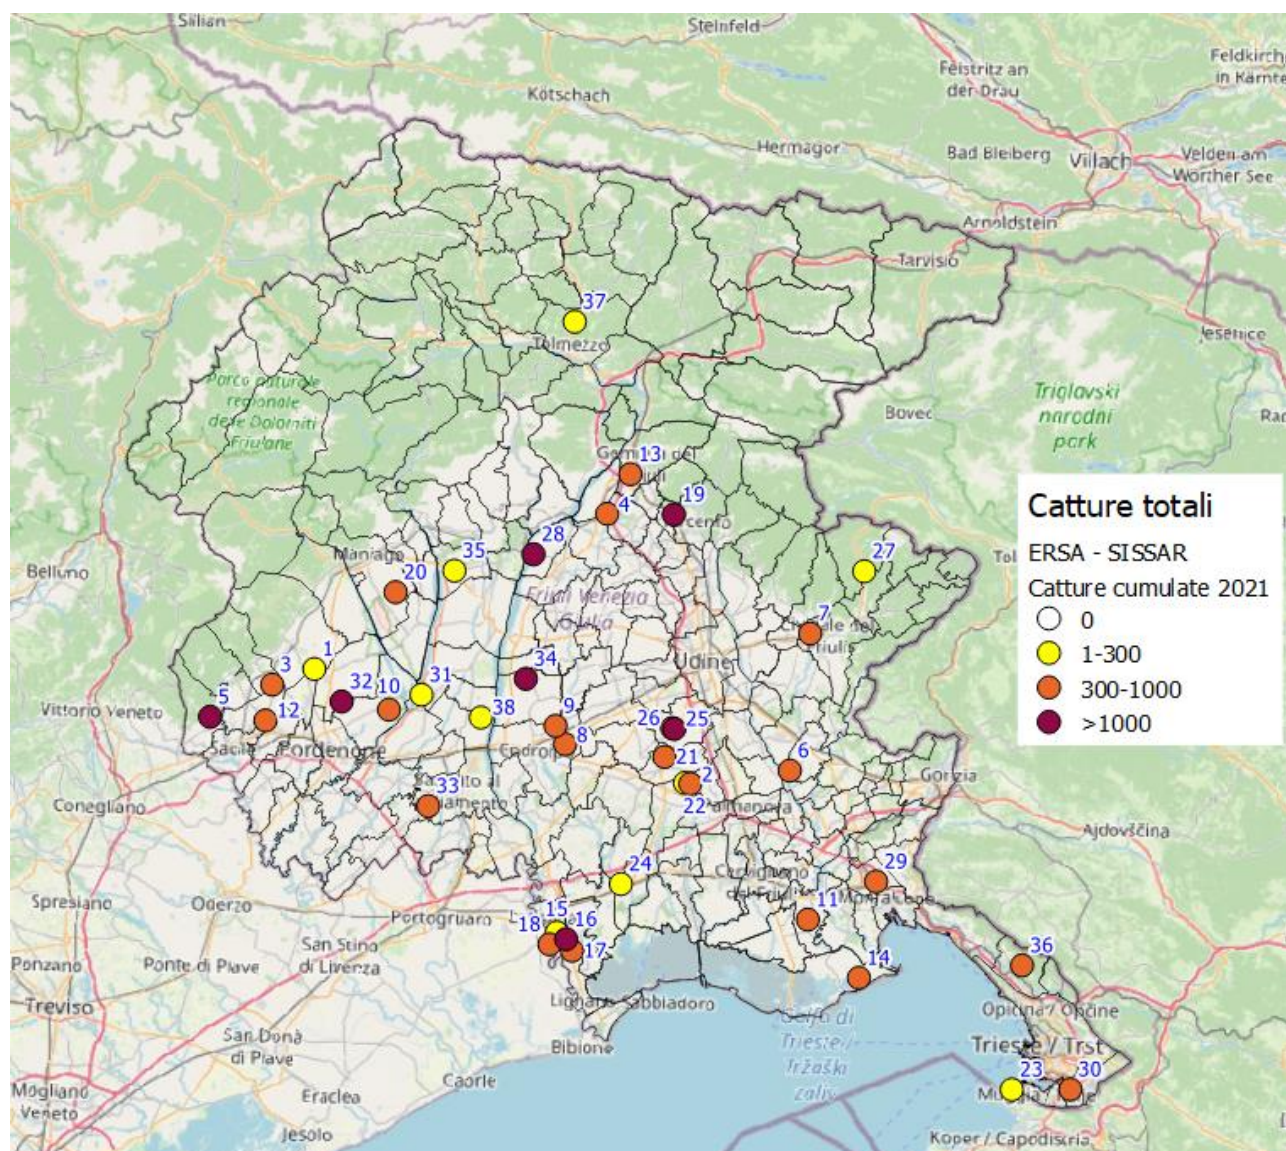 Sillian
Steinfeld
Feldkirch
in Kärnte
Feistritz an
der Drau
Kötschach
Hermagor
Bad Bleiberg
Villach
Velden am
Wörther See
Arnoldstein
Tarvisio
37
Tolmezzo
Jesenice
Parco naturale
regionale
delle Dolomiti
Friulane
Triglavski
narodni
park
Bovec
13
4
19
28
Maniago
35
20
27
Belluno
Friuli Venezia
Giulia
7
Udine
1
3
5
32
10
31
34
12
38
9
8
26
25
21
6
2
22
Vittorio Veneto
Pordenone
Gorizia
Palmanova
33
Conegliano
Ajdovščina
24
29
11
15
16
18
17
14
36
Spresiano
Oderzo
Portogruaro
San Stino
di Livenza
Ponzano
Ponte di Piave
Treviso
Lignano Sabbiadoro
Bibione
Golfo di
Trieste /
Tržaški
zaliv
Opicina / Opčine
Trieste / Trst
San Donà
di Piave
23
30
Mogliano
Veneto
Eraclea
Caorle
Jesolo
Koper / Capodistria
Catture totali
ERSA - SISSAR
Catture cumulate 2021
0
1-300
300-1000
>1000